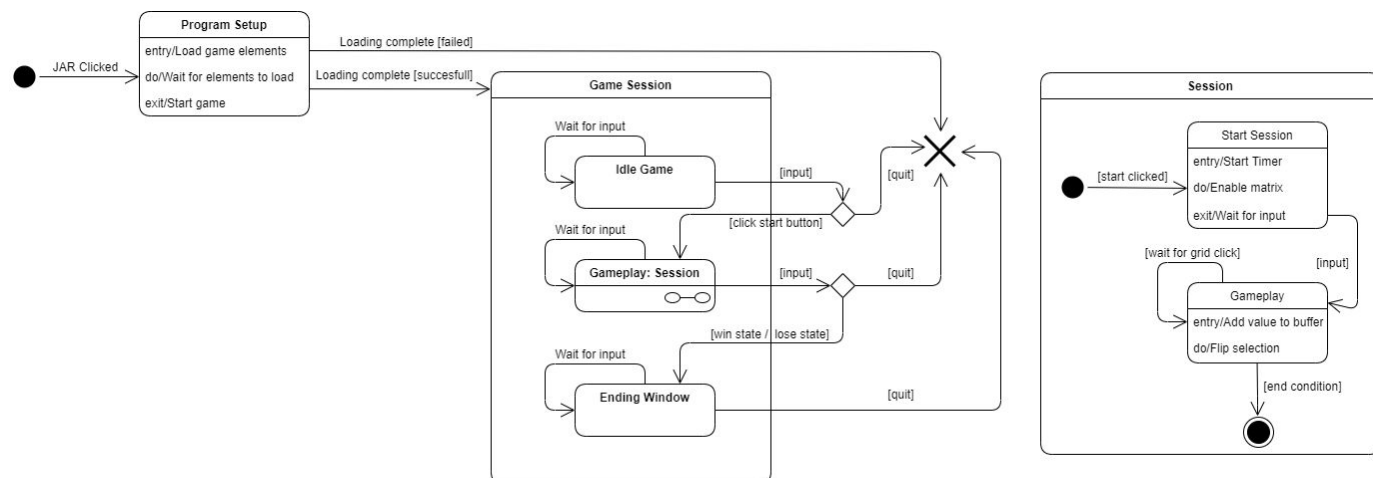 Program Setup
entry/Load game elements
do/Wait for elements to load
exit/Start game
JAR Clicked
Loading complete [failed]
Loading complete [succesfull]
Game Session
Wait for input
Idle Game
[input]
[quit]
[click start button]
Wait for input
Gameplay: Session
[input]
[quit]
[win state / lose state]
Wait for input
Ending Window
[quit]
Session
Start Session
entry/Start Timer
do/Enable matrix
exit/Wait for input
[start clicked]
[input]
[wait for grid click]
Gameplay
entry/Add value to buffer
do/Flip selection
[end condition]